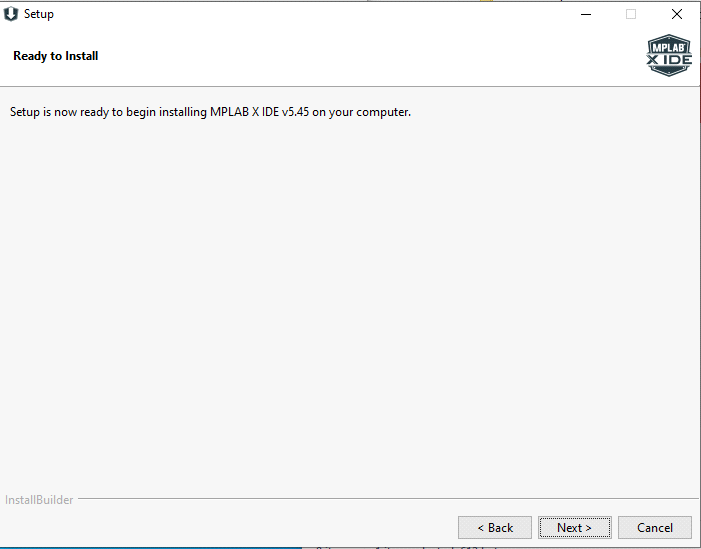 Setup
Ready to Install
MPLAB
X IDE
Setup is now ready to begin installing MPLAB X IDE v5.45 on your computer.
InstallBuilder
< Back
Next >
Cancel